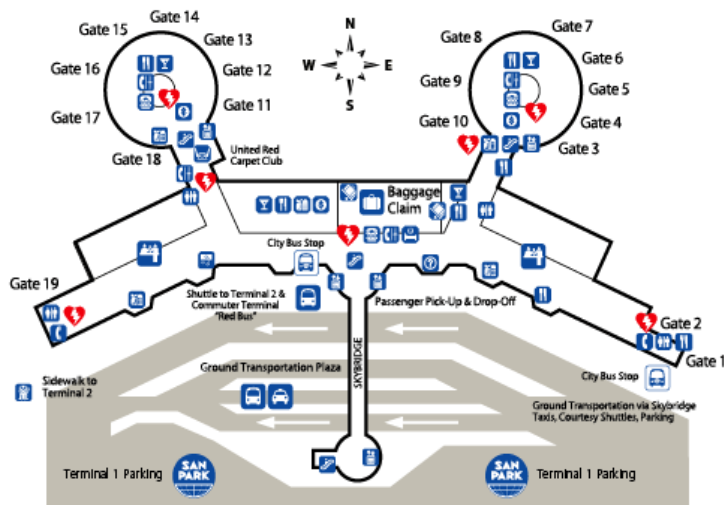 Gate 14
Gate 15
Gate 13
Gate 16
Gate 12
Gate 11
Gate 17
Gate 18
United Red
Carpet Club
N
W
E
S
Gate 7
Gate 8
Gate 6
Gate 9
Gate 5
Gate 10
Gate 4
Gate 3
Baggage
Claim
City Bus Stop
Gate 19
Shuttle to Terminal 2 &
Commuter Terminal
"Red Bus"
Passenger Pick-Up & Drop-Off
Gate 2
Gate 1
SKYBRIDGE
Ground Transportation Plaza
City Bus Stop
Sidewalk to
Terminal 2
Ground Transportation via Skybridge
Taxis, Courtesy Shuttles, Parking
Terminal 1 Parking
SAN
PARK
SAN
PARK
Terminal 1 Parking